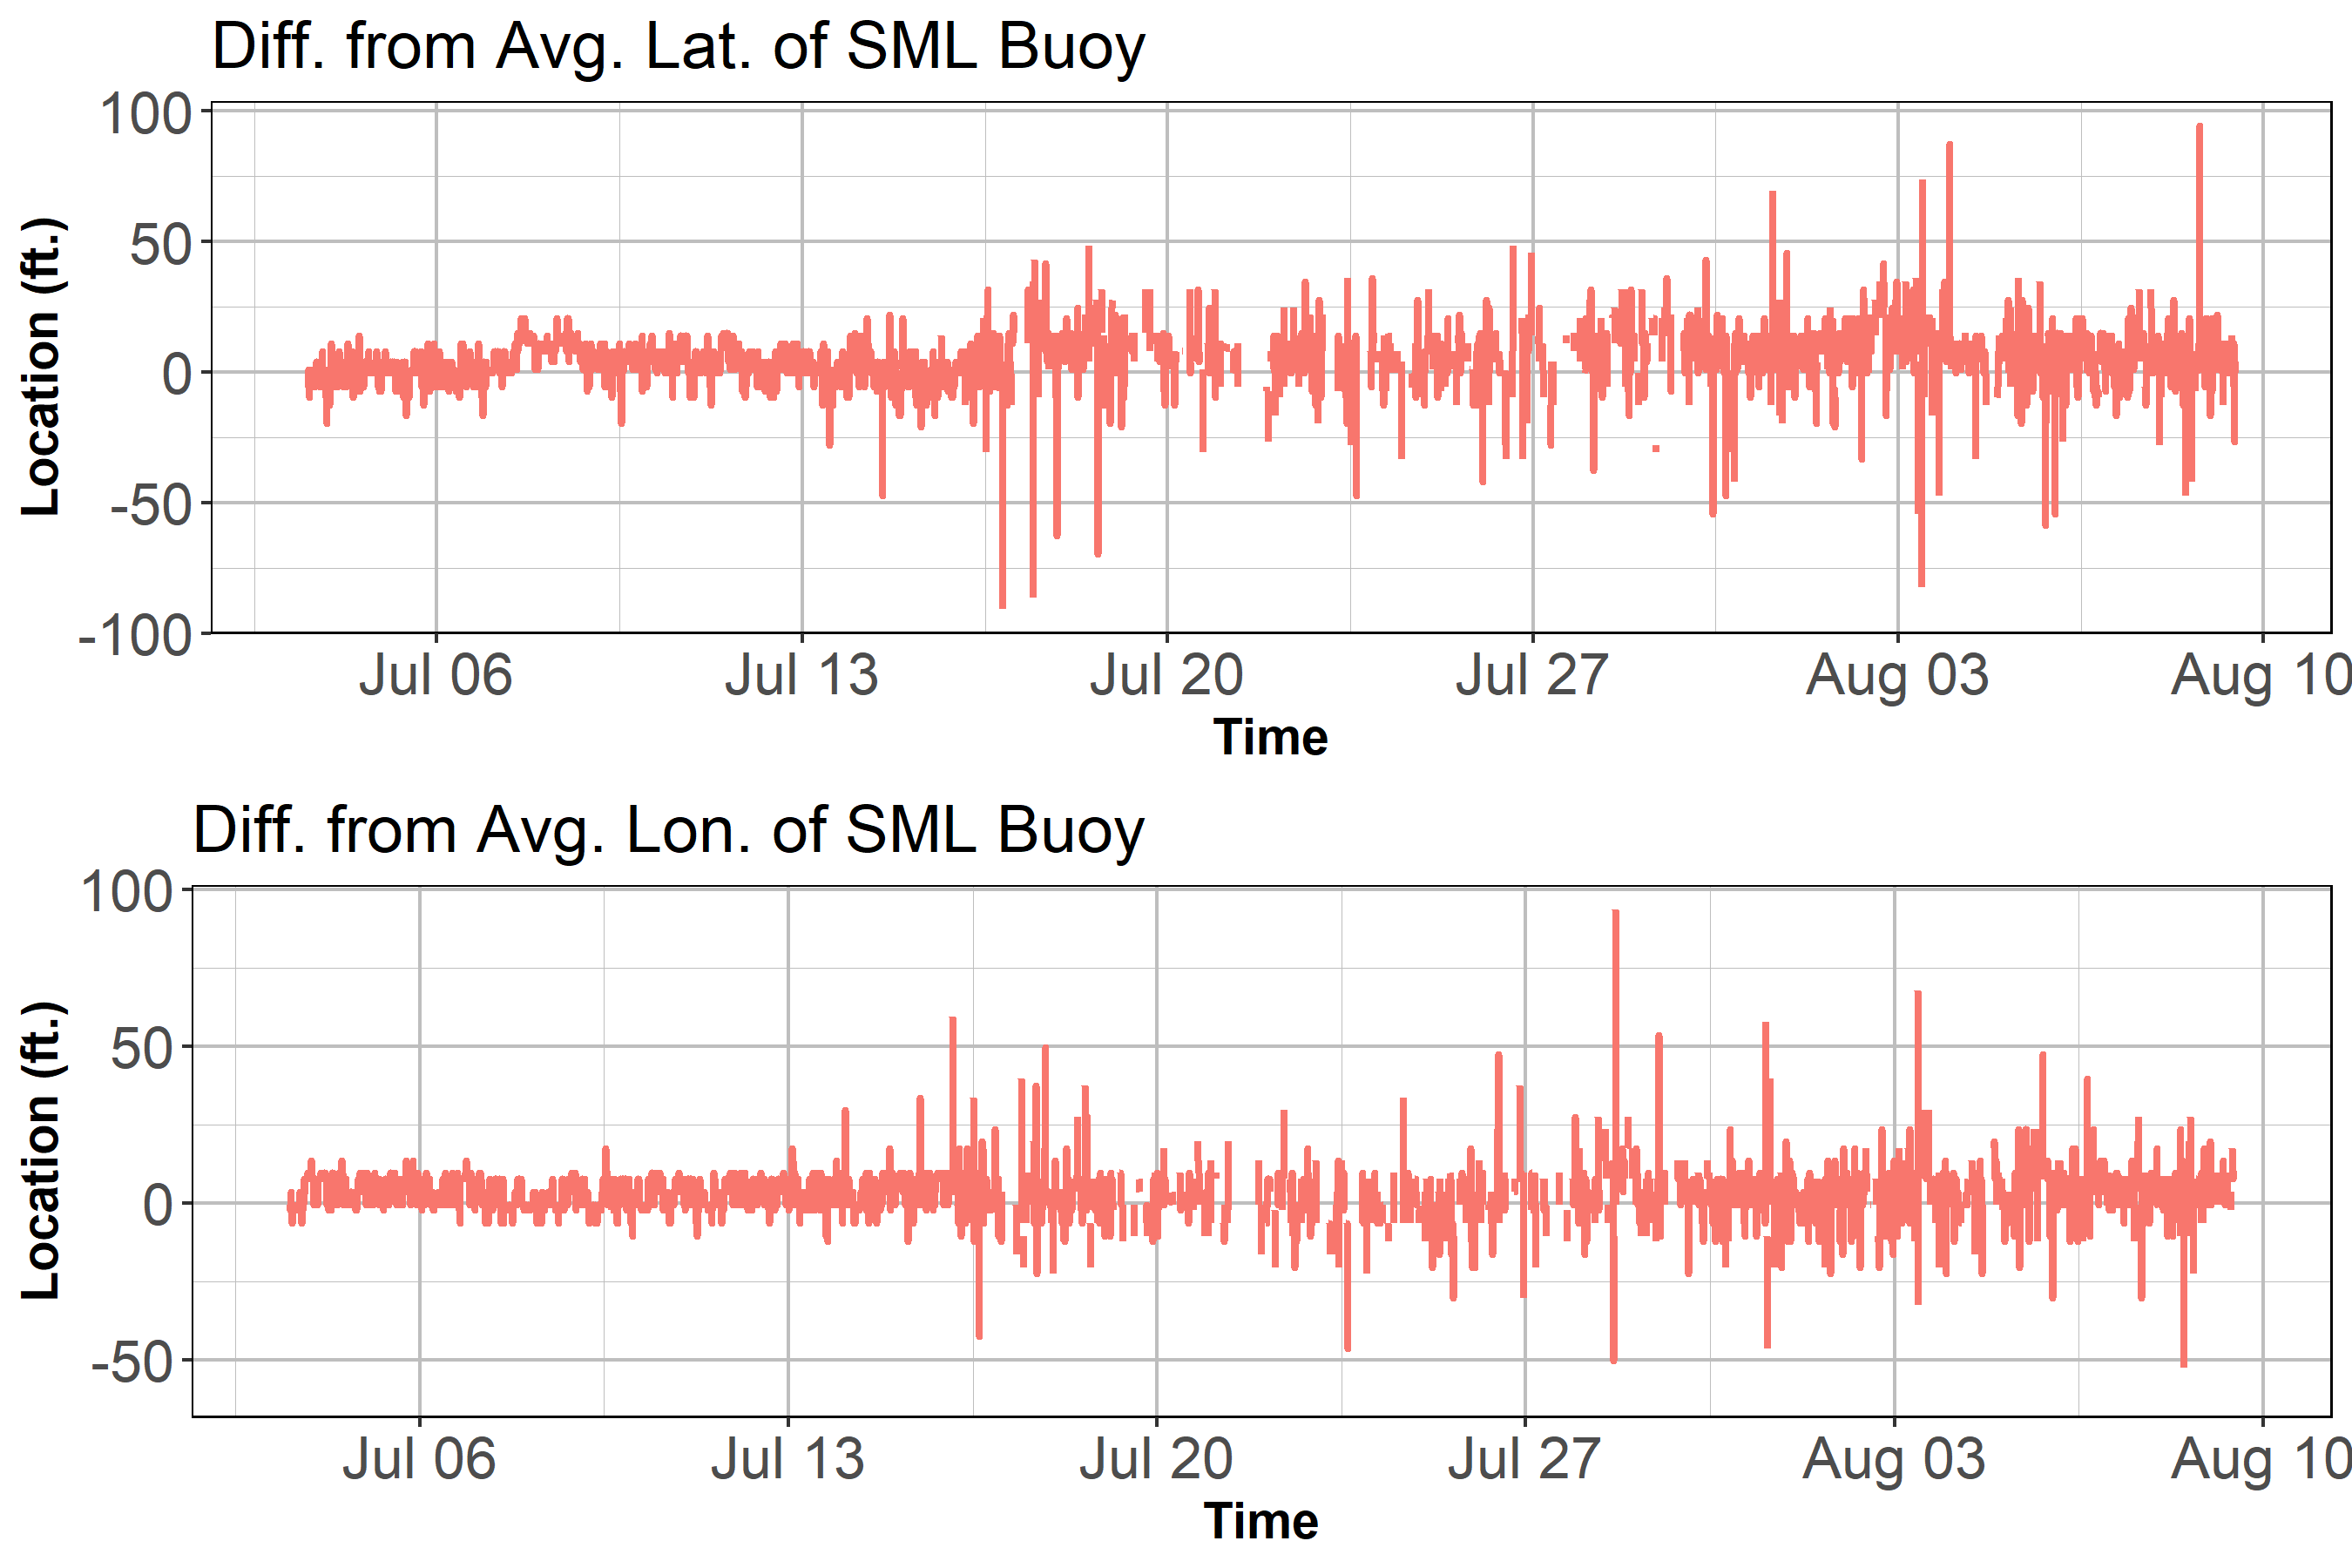 Diff. from Avg. Lat. of SML Buoy
100
50
0
-50
-100
Location (ft.)
Jul 06 Jul 13 Jul 20 Jul 27 Aug 03 Aug 10
Time
Diff. from Avg. Lon. of SML Buoy
100
50
0
-50
Location (ft.)
Jul 06 Jul 13 Jul 20 Jul 27 Aug 03 Aug 10
Time